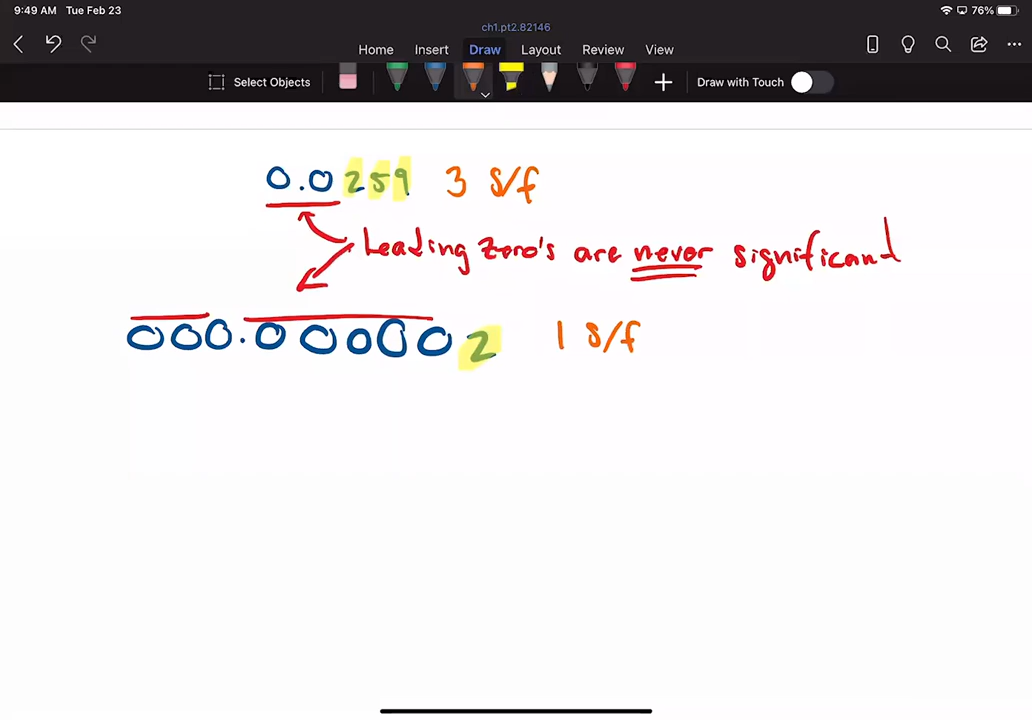 9:49 AM Tue Feb 23
76%
ch1.pt2.82146
Home Insert Draw Layout Review View
Select Objects
Draw with Touch
0.0259 3 s/f
Leading zero's are never significant
000.000002 1 s/f